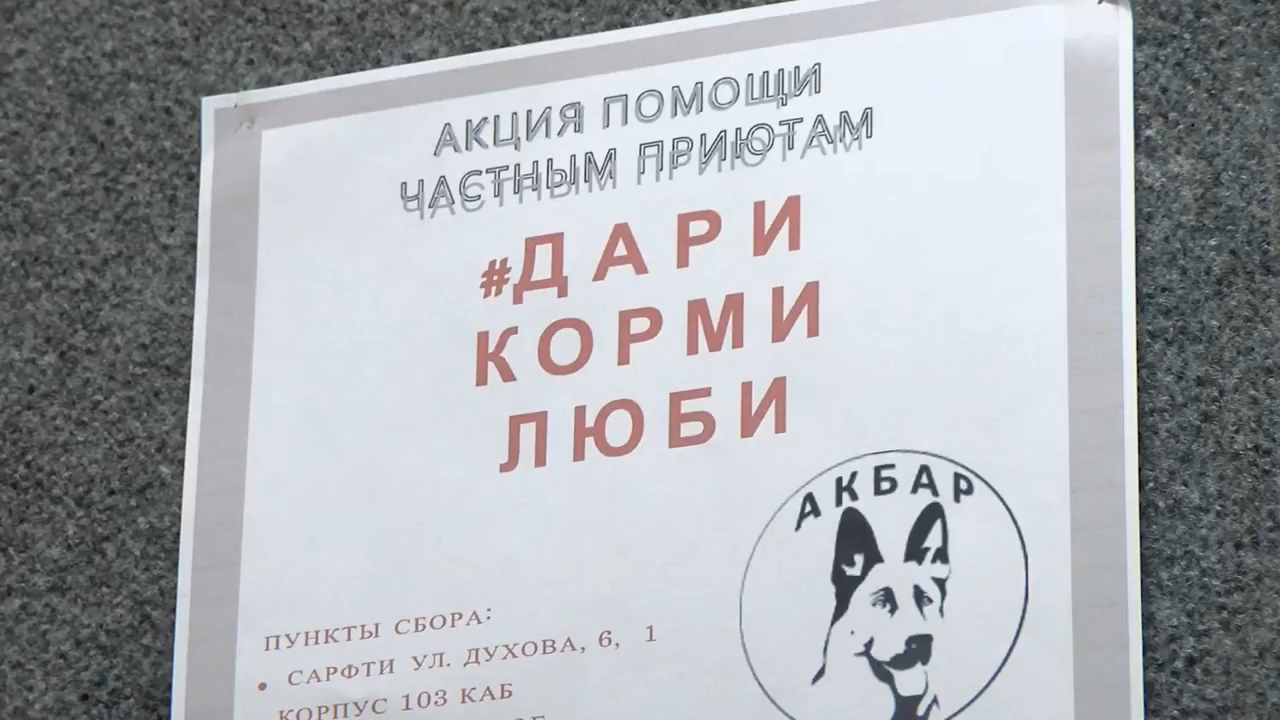 АКЦИЯ ПОМОЩИ
ЧАСТНЫМ ПРИЮТАМ
#ДАРИ
КОРМИ
ЛЮБИ
АКБАР
ПУНКТЫ СБОРА:
• САРФТИ УЛ. ДУХОВА, 6, 1
КОРПУС 103 КАБ